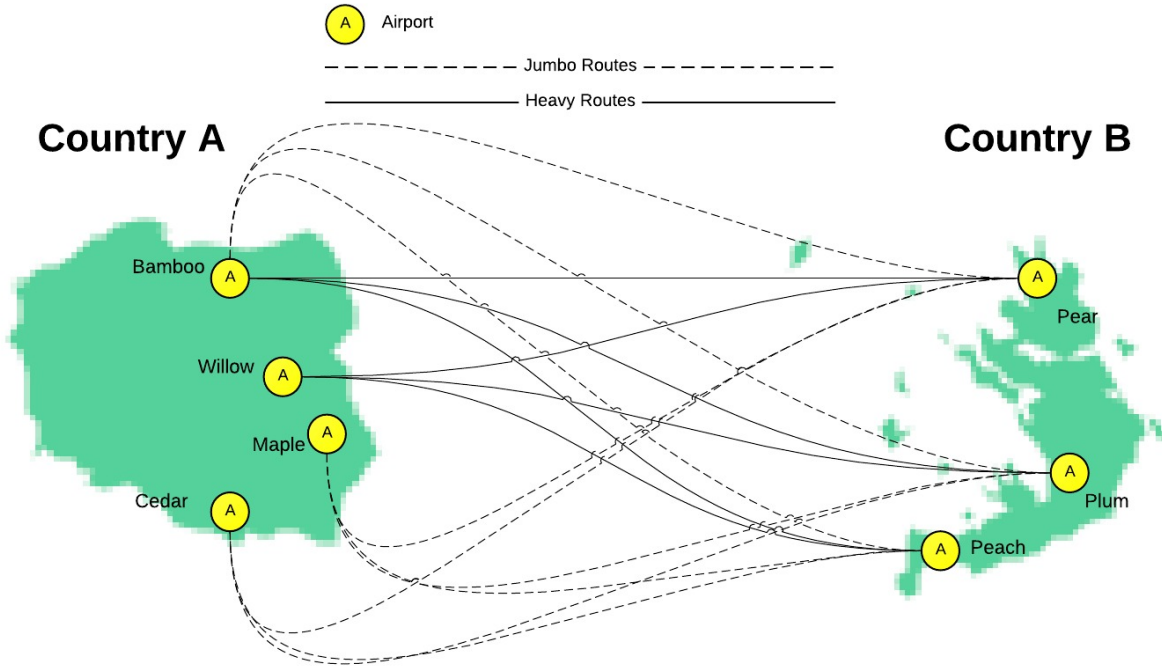 A Airport
Jumbo Routes
Heavy Routes
Country A
Country B
Bamboo A
A Pear
Willow A
Maple A
A Plum
Cedar A
A Peach